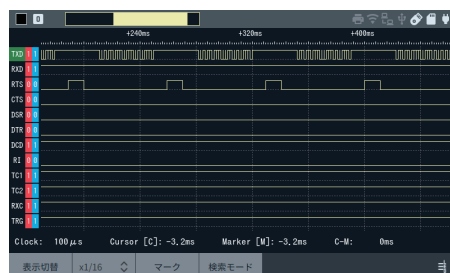 0
+240ms +320ms +400ms
TXD 1 1
RXD 1 1
RTS 0 0
CTS 0 0
DSR 0 0
DTR 0 0
DCD 1 1
RI 0 0
TC1 1 1
TC2 1 1
RXC 1 1
TRG 1 1
Clock: 100μs Cursor [C]: -3.2ms Marker [M]: -3.2ms C-M: 0ms
表示切替 x1/16 マーク 検索モード